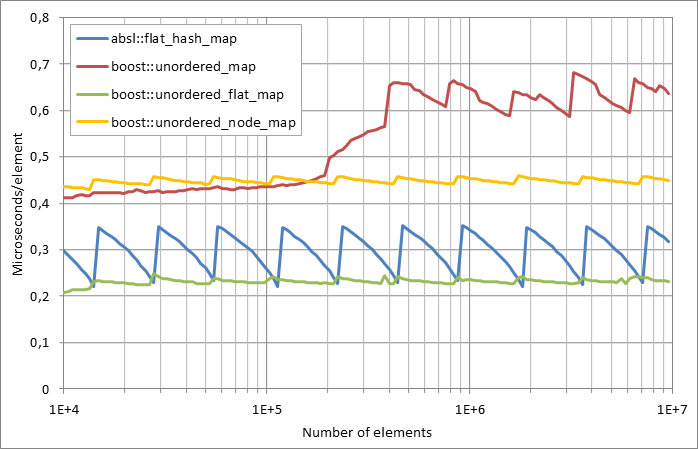 0,8
0,7
0,6
0,5
0,4
0,3
0,2
0,1
0
Microseconds/element
absl::flat_hash_map
boost::unordered_map
boost::unordered_flat_map
boost::unordered_node_map
1E+4 1E+5 1E+6 1E+7
Number of elements